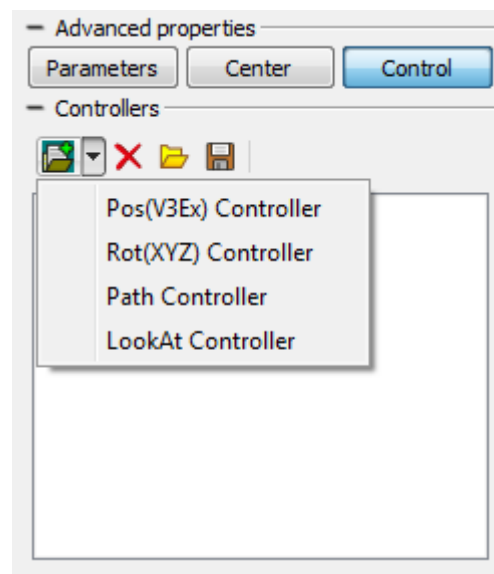 Advanced properties
Parameters Center Control
Controllers
Pos(V3Ex) Controller
Rot(XYZ) Controller
Path Controller
LookAt Controller